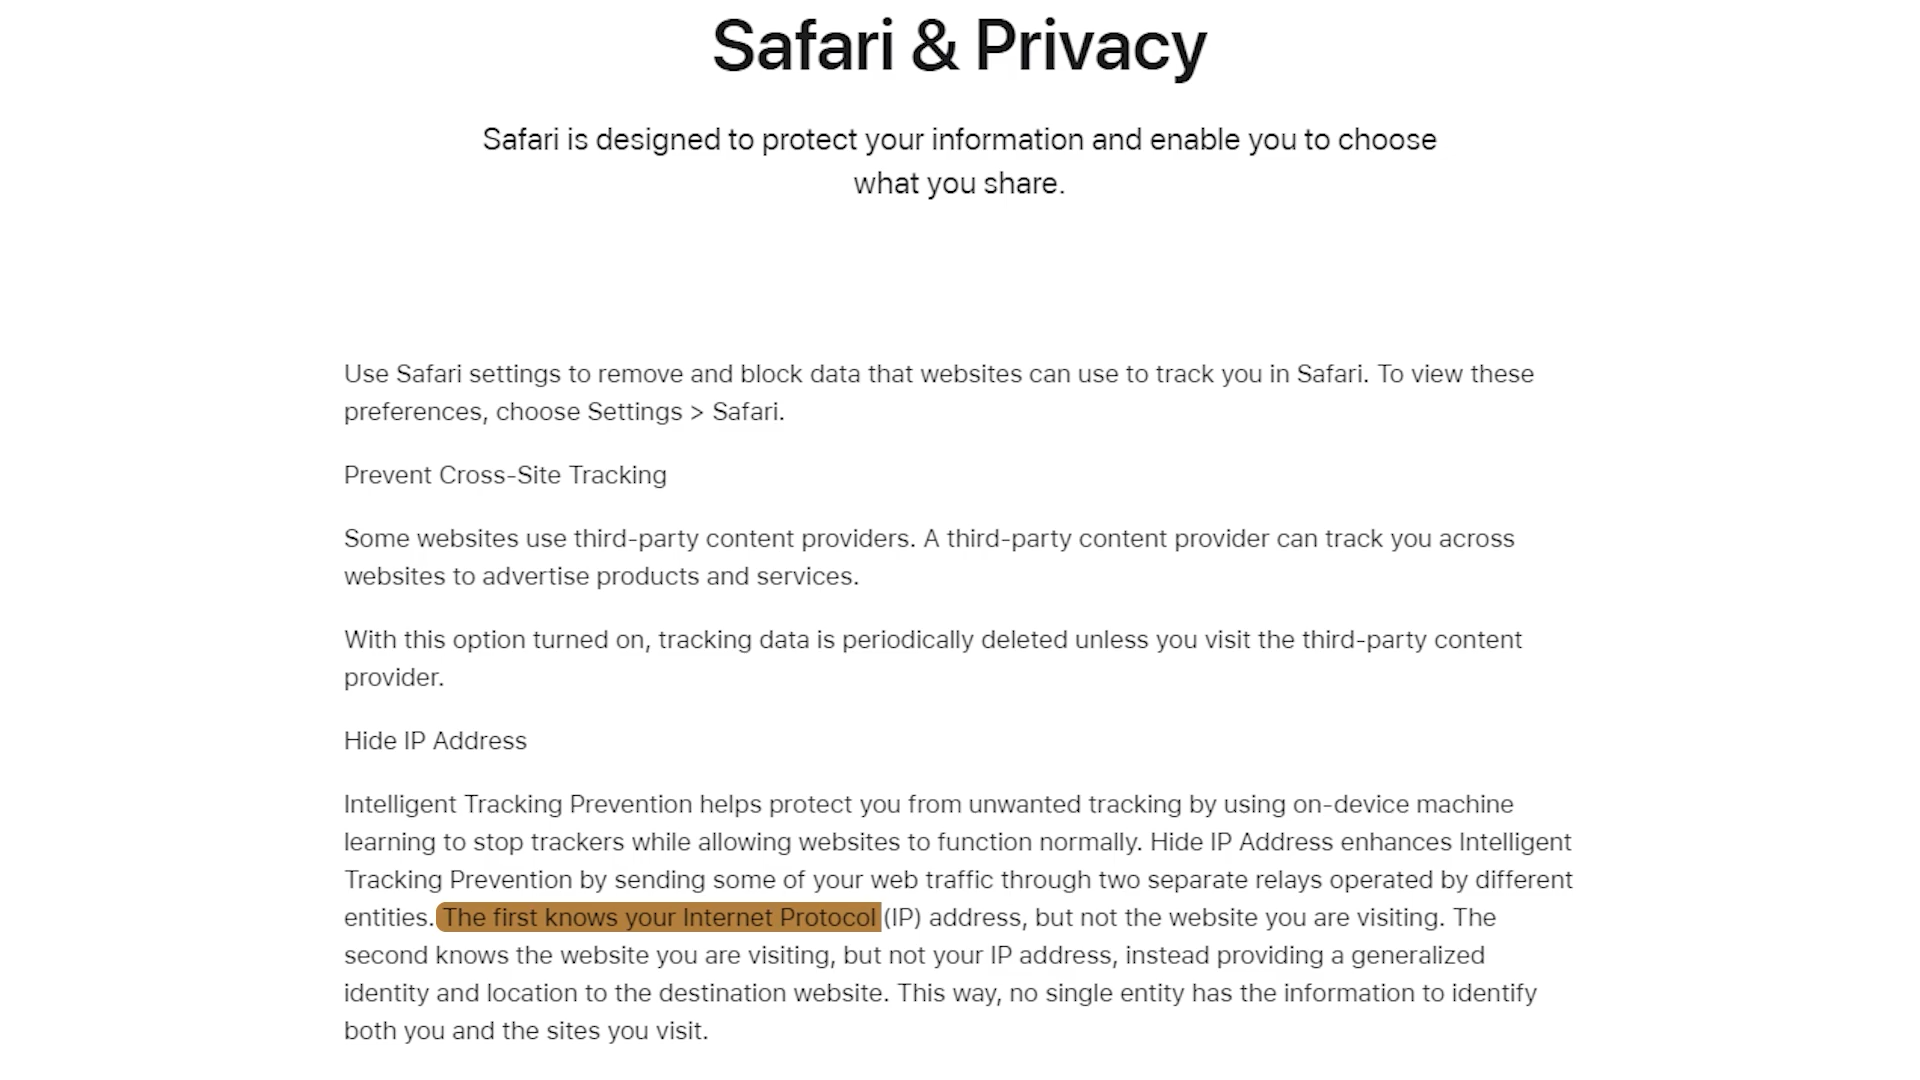 Safari & Privacy
Safari is designed to protect your information and enable you to choose
what you share.
Use Safari settings to remove and block data that websites can use to track you in Safari. To view these
preferences, choose Settings > Safari.
Prevent Cross-Site Tracking
Some websites use third-party content providers. A third-party content provider can track you across
websites to advertise products and services.
With this option turned on, tracking data is periodically deleted unless you visit the third-party content
provider.
Hide IP Address
Intelligent Tracking Prevention helps protect you from unwanted tracking by using on-device machine
learning to stop trackers while allowing websites to function normally. Hide IP Address enhances Intelligent
Tracking Prevention by sending some of your web traffic through two separate relays operated by different
entities. The first knows your Internet Protocol (IP) address, but not the website you are visiting. The
second knows the website you are visiting, but not your IP address, instead providing a generalized
identity and location to the destination website. This way, no single entity has the information to identify
both you and the sites you visit.